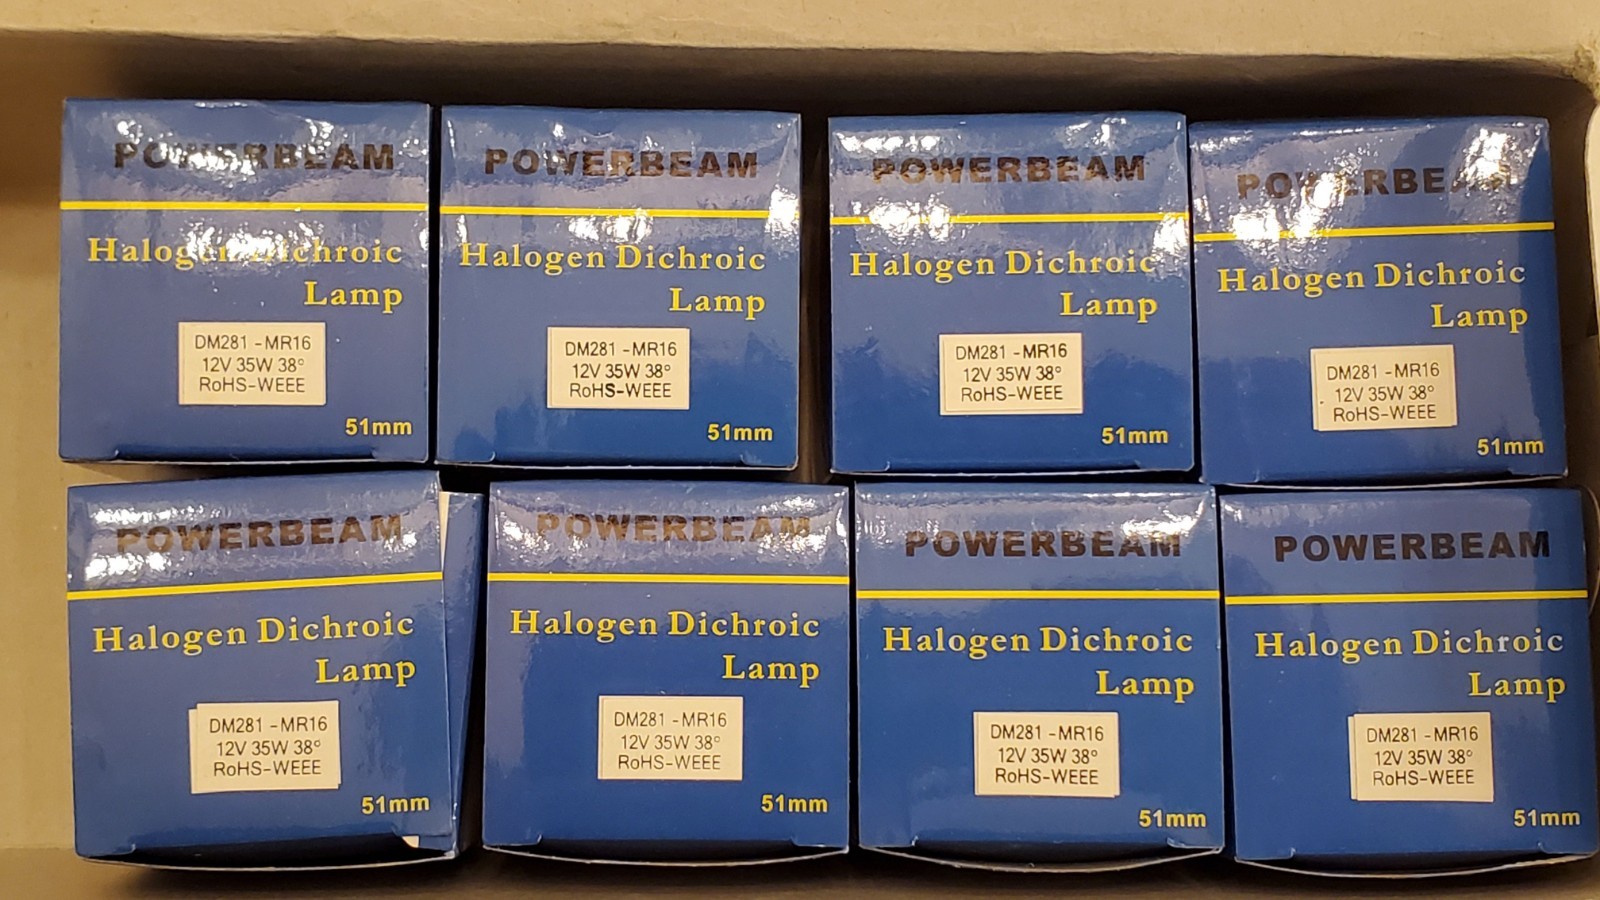 POWERBEAM
Halogen Dichroic
Lamp
DM281 -MR16
12V 35W 38°
RoHS-WEEE
51mm
POWERBEAM
Halogen Dichroic
Lamp
DM281 -MR16
12V 35W 38°
RoHS-WEEE
51mm
POWERBEAM
Halogen Dichroic
Lamp
DM281 -MR16
12V 35W 38°
RoHS-WEEE
51mm
POWERBEAM
Halogen Dichroic
Lamp
DM281 -MR16
12V 35W 38°
RoHS-WEEE
51mm
POWERBEAM
Halogen Dichroic
Lamp
DM281 -MR16
12V 35W 38°
RoHS-WEEE
51mm
POWERBEAM
Halogen Dichroic
Lamp
DM281 -MR16
12V 35W 38°
RoHS-WEEE
51mm
POWERBEAM
Halogen Dichroic
Lamp
DM281 -MR16
12V 35W 38°
RoHS-WEEE
51mm
POWERBEAM
Halogen Dichroic
Lamp
DM281 -MR16
12V 35W 38°
RoHS-WEEE
51mm